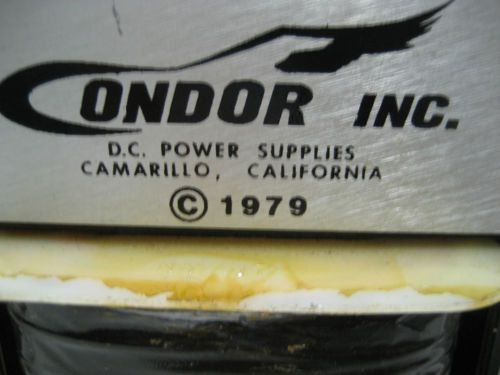 CONDOR INC.
D.C. POWER SUPPLIES
CAMARILLO, CALIFORNIA
© 1979